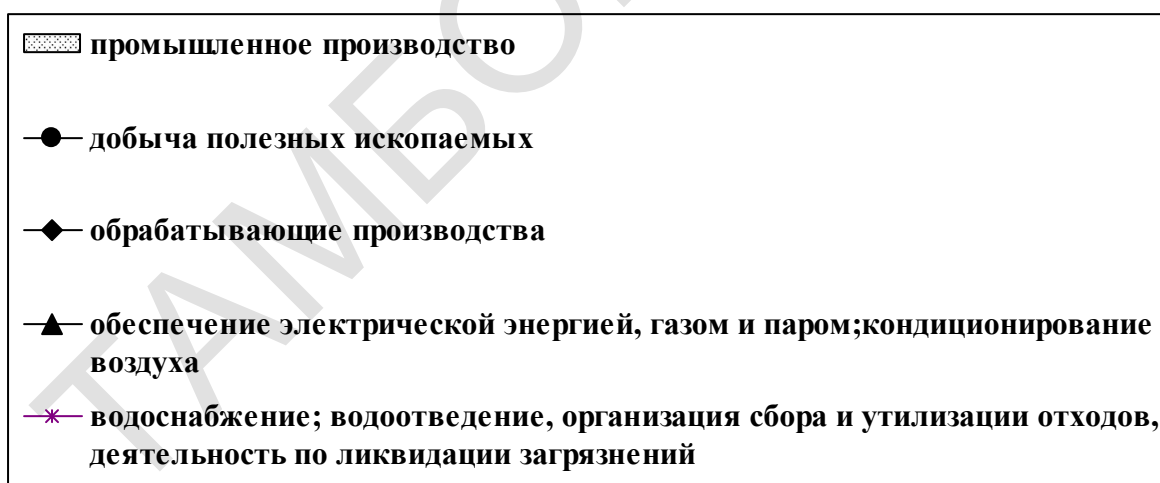 промышленное производство
добыча полезных ископаемых
обрабатывающие производства
обеспечение электрической энергией, газом и паром;кондиционирование
воздуха
водоснабжение; водоотведение, организация сбора и утилизации отходов,
деятельность по ликвидации загрязнений